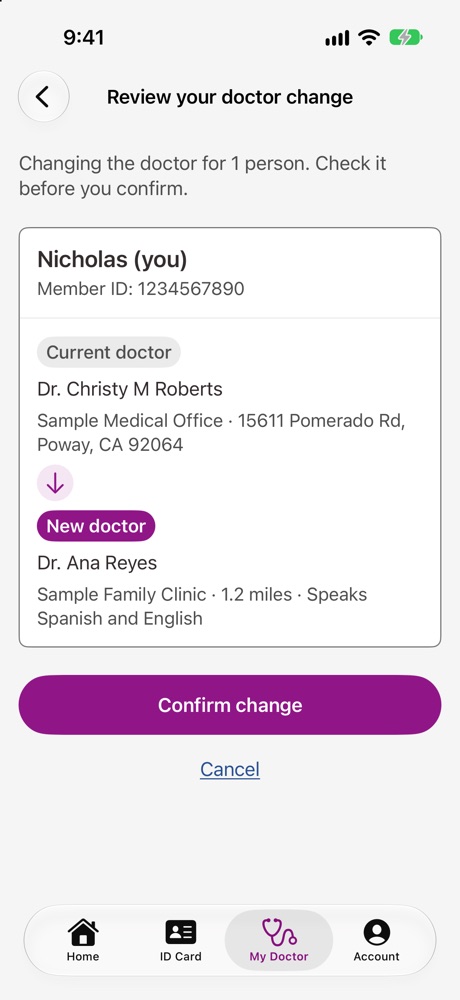 9:41
Review your doctor change
Changing the doctor for 1 person. Check it
before you confirm.
Nicholas (you)
Member ID: 1234567890
Current doctor
Dr. Christy M Roberts
Sample Medical Office · 15611 Pomerado Rd,
Poway, CA 92064
New doctor
Dr. Ana Reyes
Sample Family Clinic · 1.2 miles · Speaks
Spanish and English
Confirm change
Cancel
Home
ID Card
My Doctor
Account